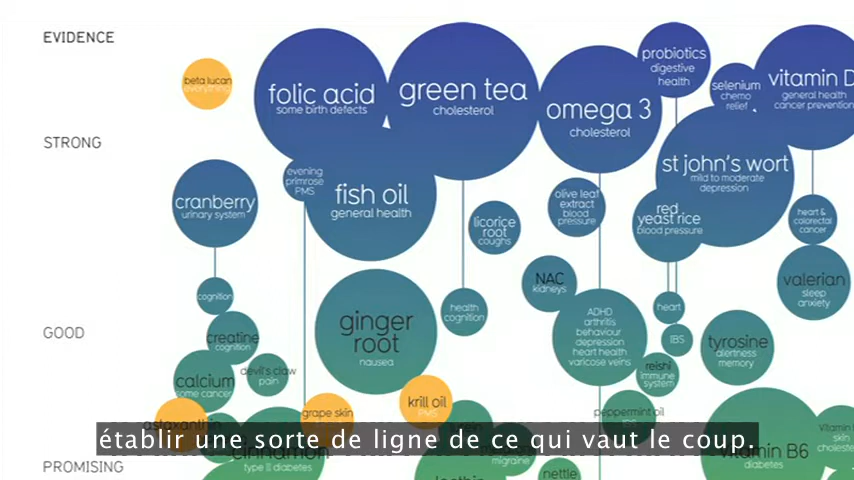 EVIDENCE
STRONG
GOOD
PROMISING
beta lucan
everything
folic acid
some birth defects
green tea
cholesterol
omega 3
cholesterol
probiotics
digestive
health
selenium
chemo
relief
vitamin D
general health
cancer prevention
cranberry
urinary system
evening
primrose
PMS
fish oil
general health
licorice
root
coughs
olive leaf
extract
blood
pressure
st john's wort
mild to moderate
depression
red
yeast rice
blood pressure
heart &
colorectal
cancer
cognition
health
cognition
NAC
kidneys
valerian
sleep
anxiety
heart
IBS
ginger
root
nausea
ADHD
arthritis
behaviour
depression
heart health
varicose veins
creatine
cognition
tyrosine
alertness
memory
calcium
some cancer
devil's claw
pain
reishi
immune
system
krill oil
PMS
grape skin
astaxanthin
peppermint oil
cinnamon
type II diabetes
migraine
nettle
vitamin B6
diabetes
skin
établir une sorte de ligne de ce qui vaut le coup.